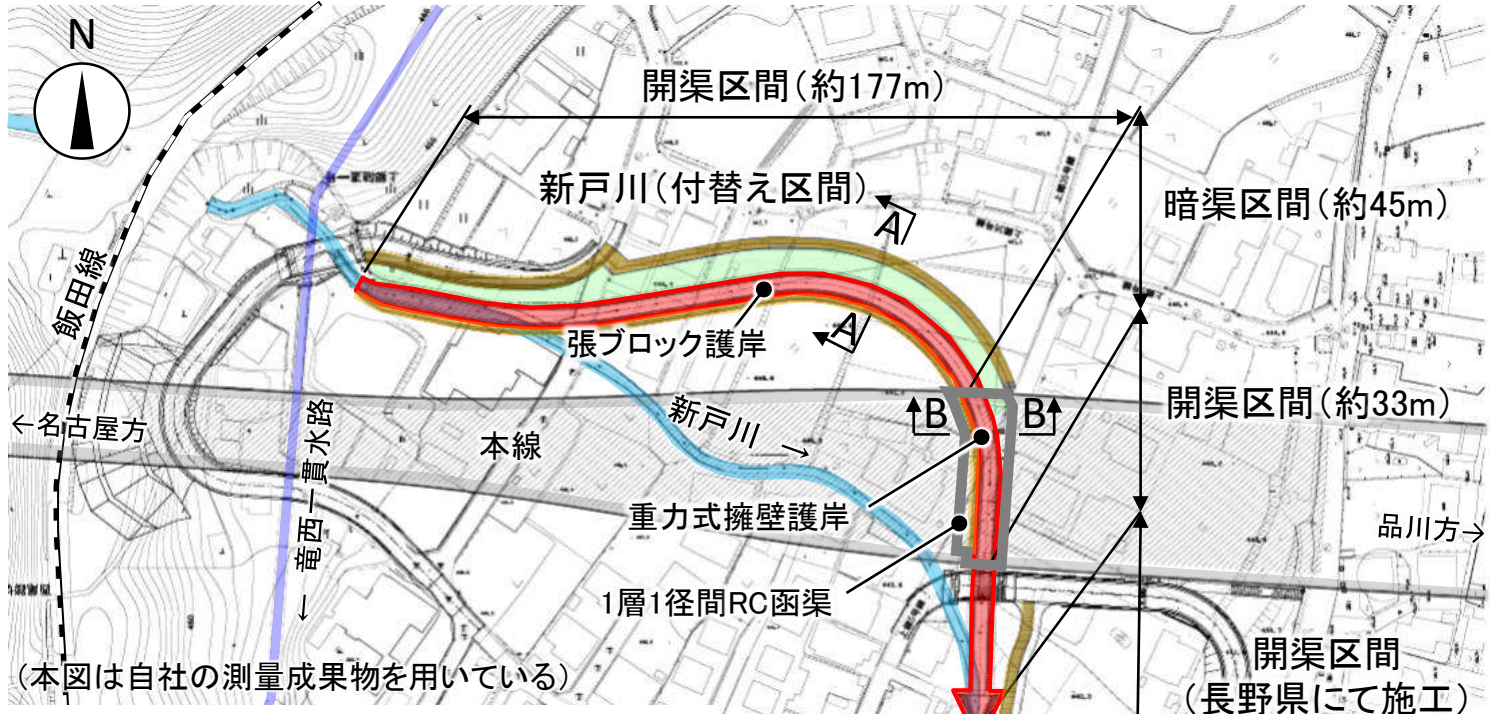 N
開渠区間(約177m)
新戸川(付替え区間)
A
暗渠区間(約45m)
飯田線
張ブロック護岸
A
開渠区間(約33m)
←名古屋方
本線
新戸川→
B
B
←竜西一貫水路
重力式擁壁護岸
品川方→
1層1径間RC函渠
開渠区間
(長野県にて施工)
(本図は自社の測量成果物を用いている)